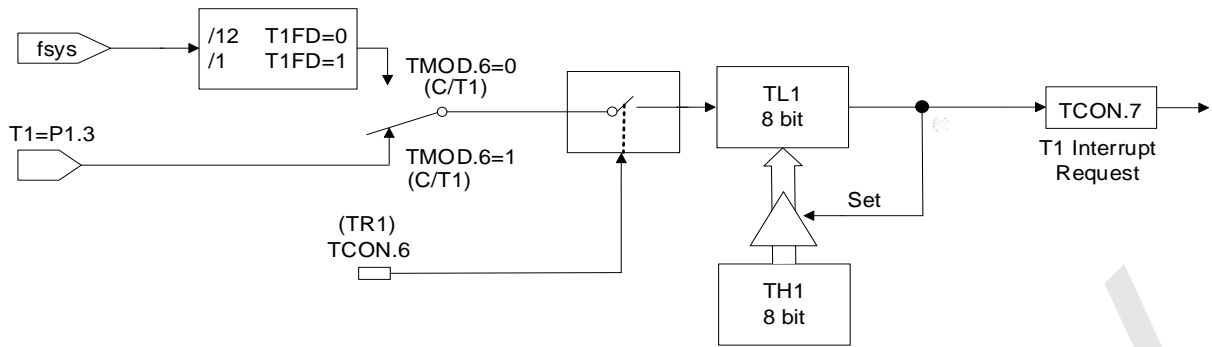 fsys
/12 T1FD=0
/1 T1FD=1
TMOD.6=0
(C/T1)
T1=P1.3
TMOD.6=1
(C/T1)
(TR1)
TCON.6
TL1
8 bit
Set
TH1
8 bit
TCON.7
T1 Interrupt
Request